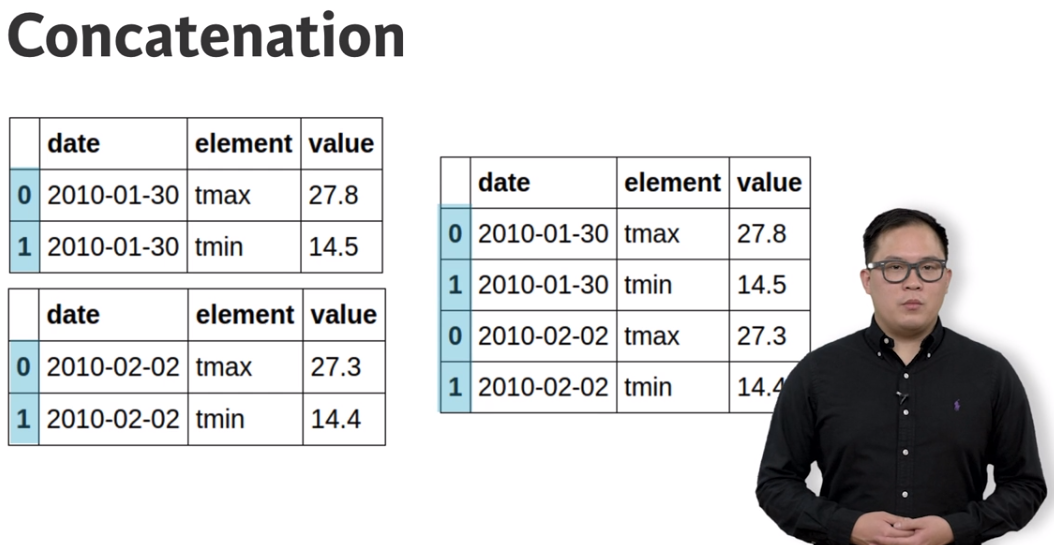 Concatenation
date element value
0 2010-01-30 tmax 27.8
1 2010-01-30 tmin 14.5
date element value
0 2010-02-02 tmax 27.3
1 2010-02-02 tmin 14.4
date element value
0 2010-01-30 tmax 27.8
1 2010-01-30 tmin 14.5
0 2010-02-02 tmax 27.3
1 2010-02-02 tmin 14.4